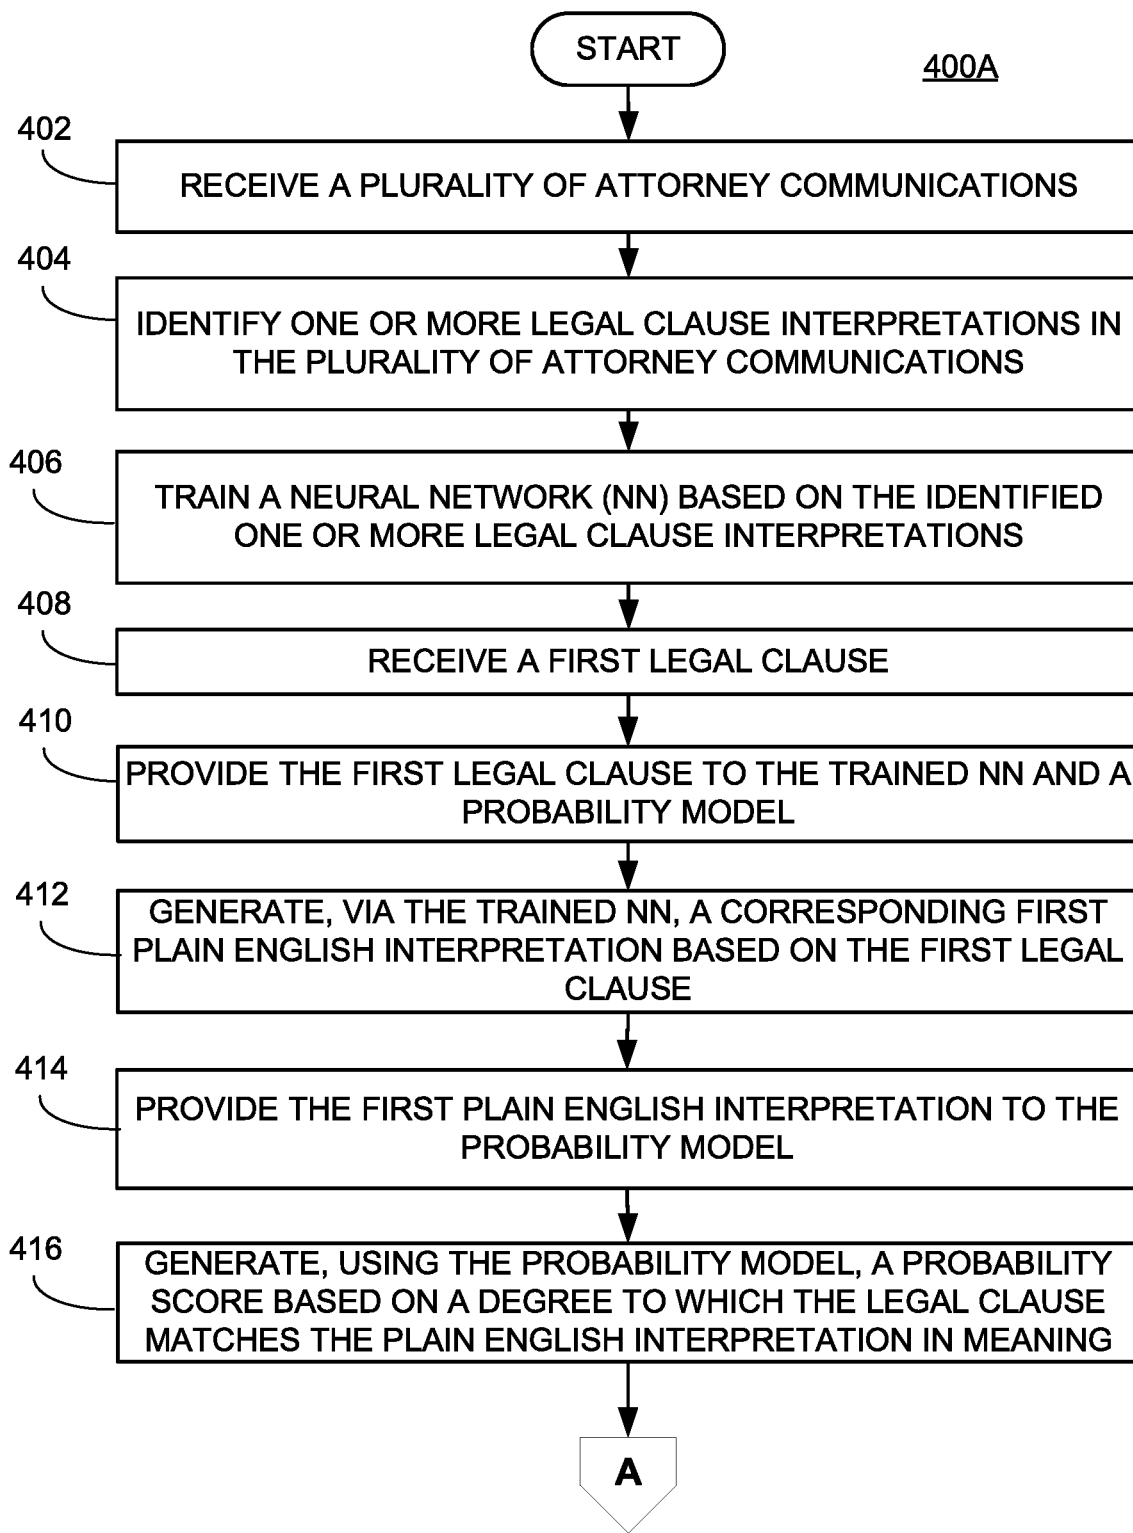 START
400A
402
RECEIVE A PLURALITY OF ATTORNEY COMMUNICATIONS
404
IDENTIFY ONE OR MORE LEGAL CLAUSE INTERPRETATIONS IN
THE PLURALITY OF ATTORNEY COMMUNICATIONS
406
TRAIN A NEURAL NETWORK (NN) BASED ON THE IDENTIFIED
ONE OR MORE LEGAL CLAUSE INTERPRETATIONS
408
RECEIVE A FIRST LEGAL CLAUSE
410
PROVIDE THE FIRST LEGAL CLAUSE TO THE TRAINED NN AND A
PROBABILITY MODEL
412
GENERATE, VIA THE TRAINED NN, A CORRESPONDING FIRST
PLAIN ENGLISH INTERPRETATION BASED ON THE FIRST LEGAL
CLAUSE
414
PROVIDE THE FIRST PLAIN ENGLISH INTERPRETATION TO THE
PROBABILITY MODEL
416
GENERATE, USING THE PROBABILITY MODEL, A PROBABILITY
SCORE BASED ON A DEGREE TO WHICH THE LEGAL CLAUSE
MATCHES THE PLAIN ENGLISH INTERPRETATION IN MEANING
A